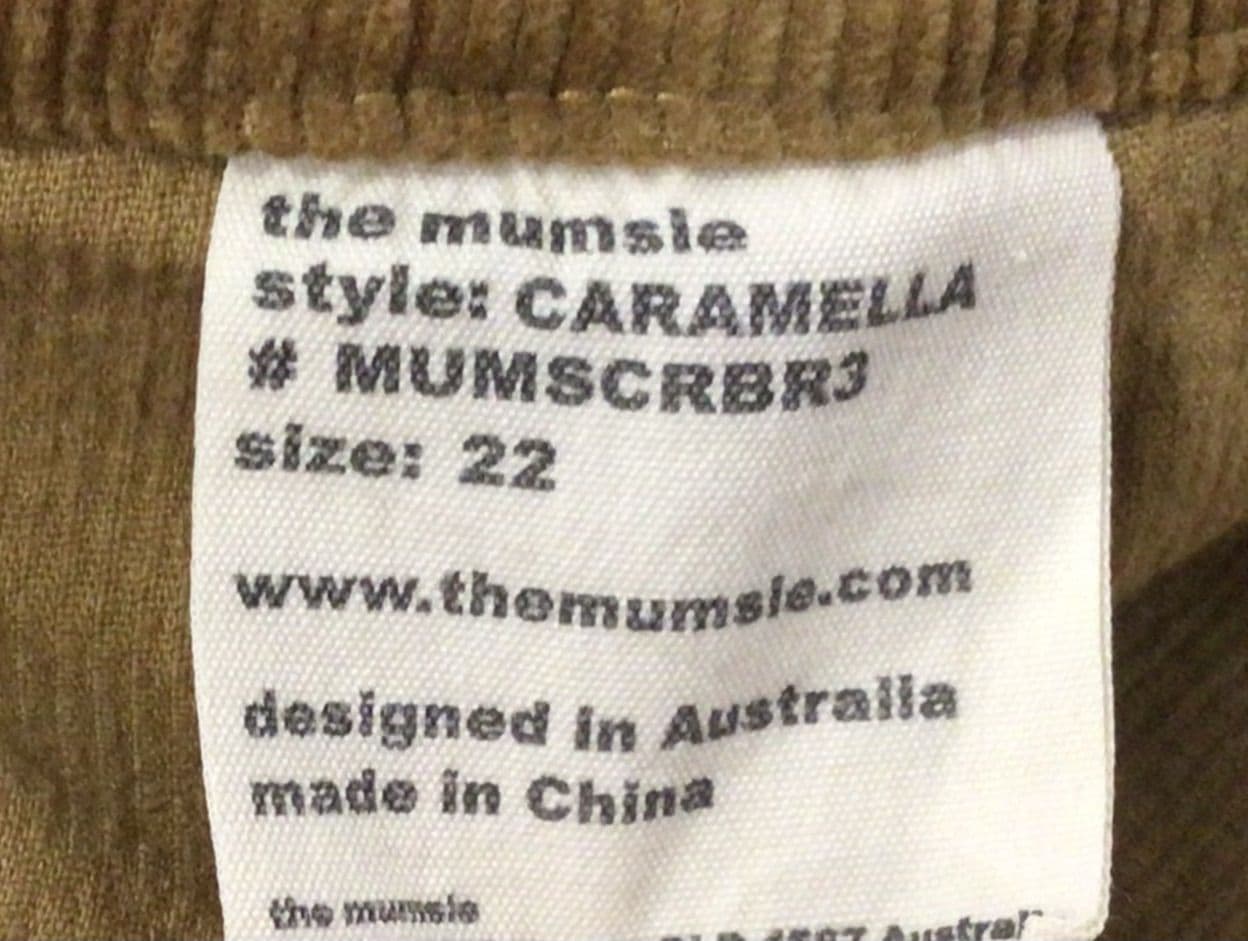 the mumsie
style: CARAMELLA
# MUMSCRBR3
size: 22
www.themumsie.com
designed in Australia
made in China
the mumsie